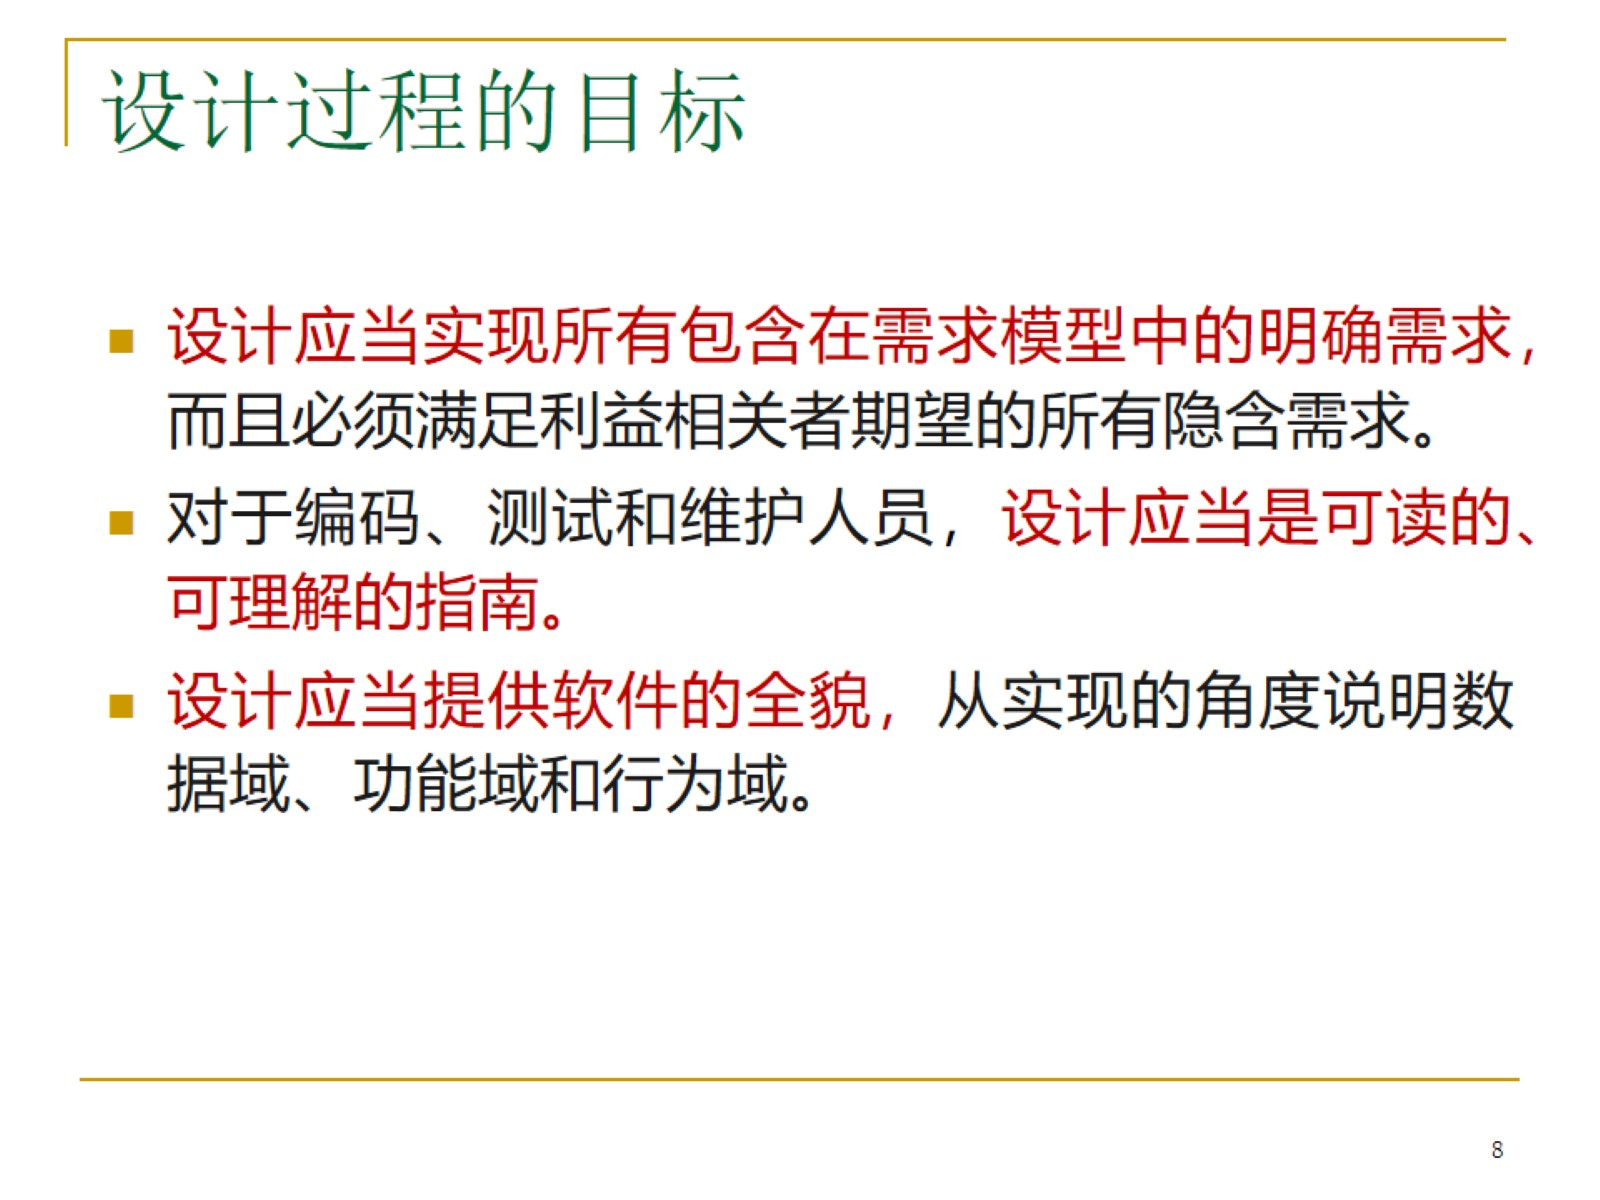 设计过程的目标
设计应当实现所有包含在需求模型中的明确需求，
而且必须满足利益相关者期望的所有隐含需求。
对于编码、测试和维护人员，设计应当是可读的、
可理解的指南。
设计应当提供软件的全貌，从实现的角度说明数
据域、功能域和行为域。
8